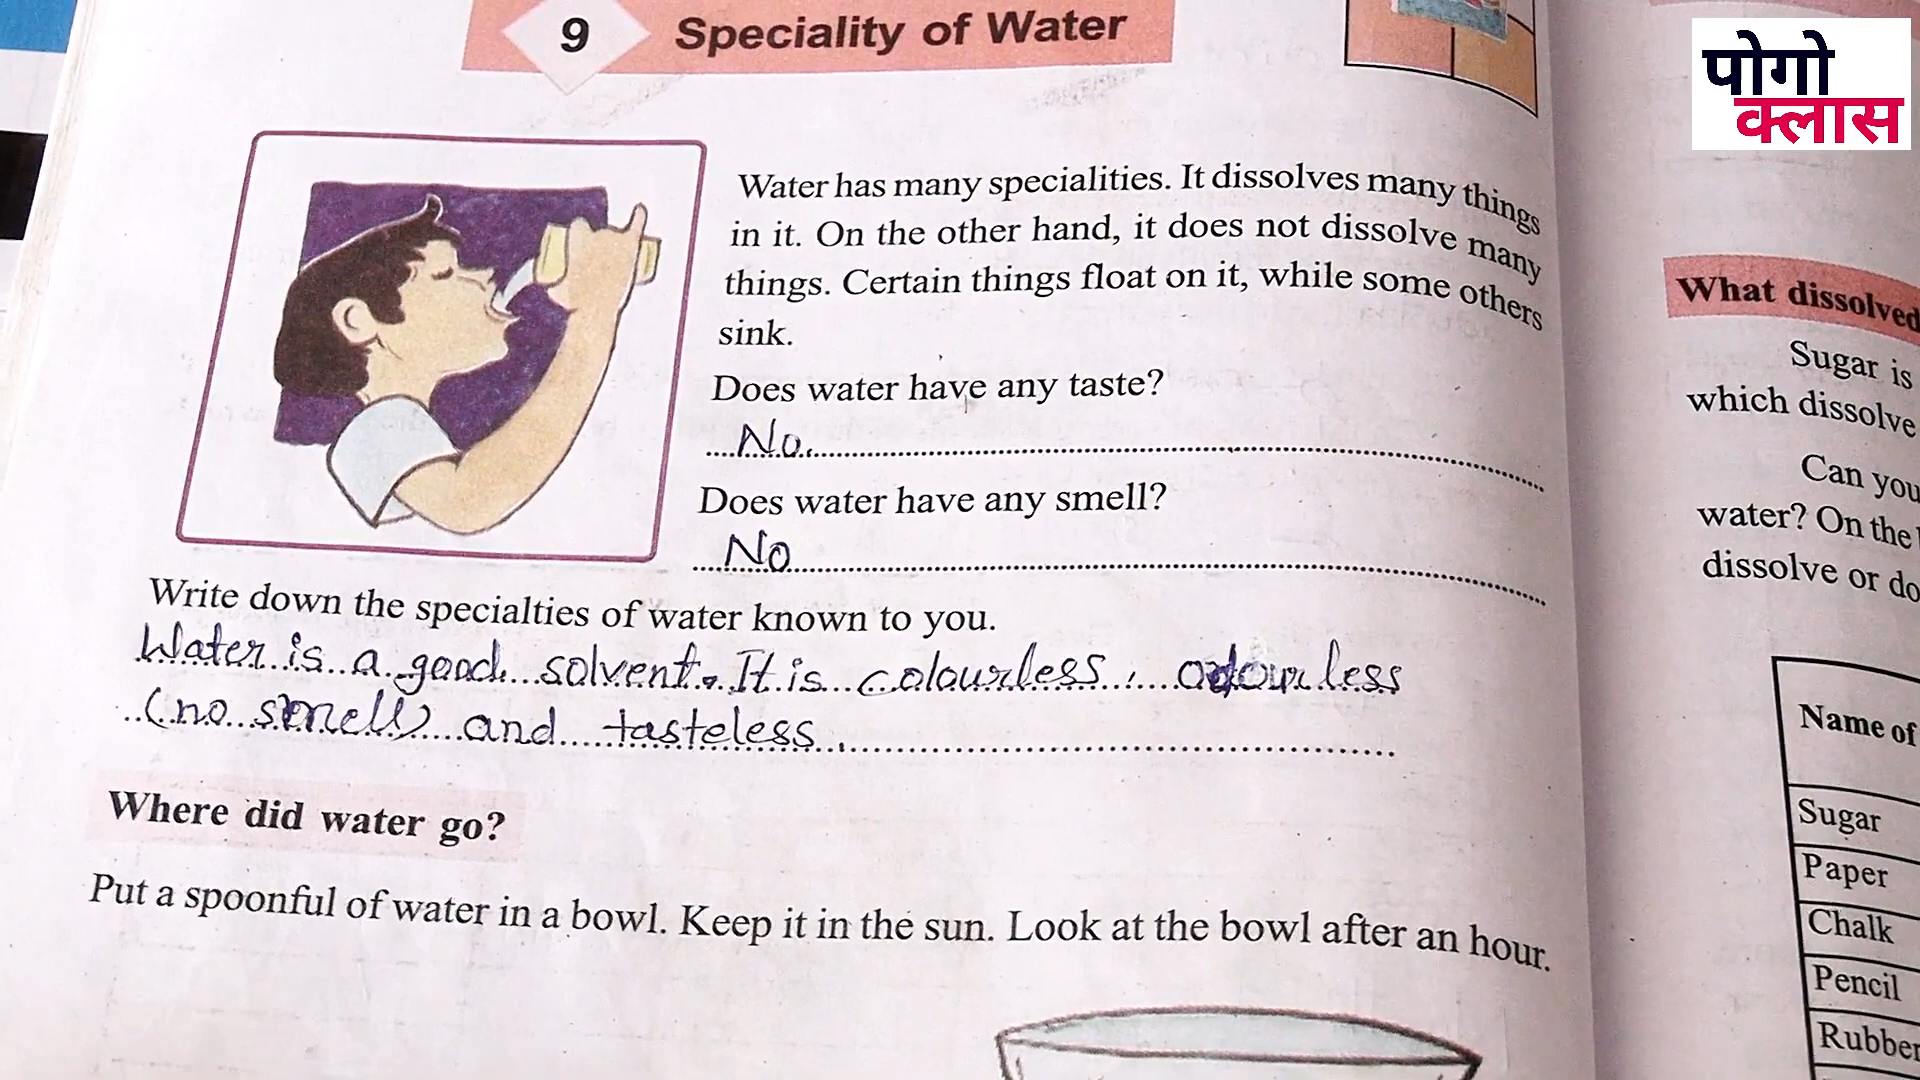 9 Speciality of Water
पोगो
क्लास
Water has many specialities. It dissolves many things
in it. On the other hand, it does not dissolve many
things. Certain things float on it, while some others
sink.
Does water have any taste?
No.
Does water have any smell?
No
Write down the specialties of water known to you.
Water is a good solvent. It is colourless, odourless
(no smell) and tasteless.
Where did water go?
Put a spoonful of water in a bowl. Keep it in the sun. Look at the bowl after an hour.
What dissolved
Sugar is
which dissolve
Can you
water? On the
dissolve or do
Name of
Sugar
Paper
Chalk
Pencil
Rubber